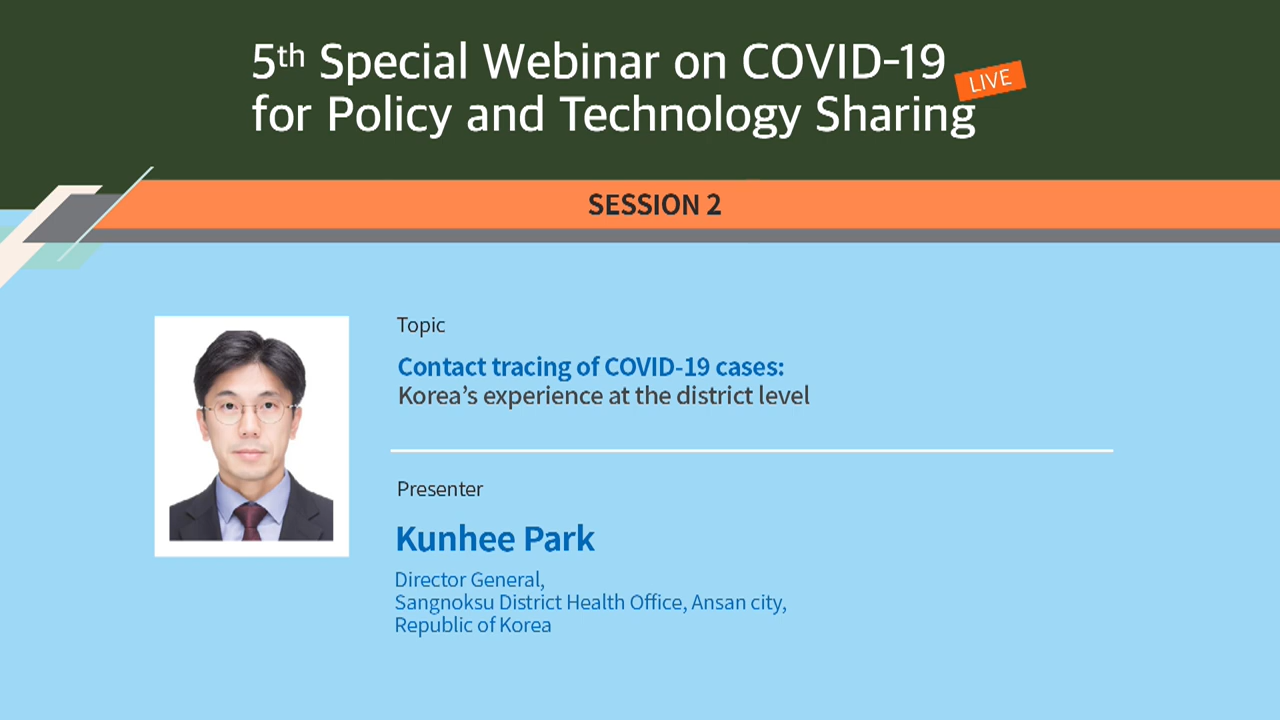 5th Special Webinar on COVID-19
LIVE
for Policy and Technology Sharing
SESSION 2
Topic
Contact tracing of COVID-19 cases:
Korea's experience at the district level
Presenter
Kunhee Park
Director General,
Sangnoksu District Health Office, Ansan city,
Republic of Korea